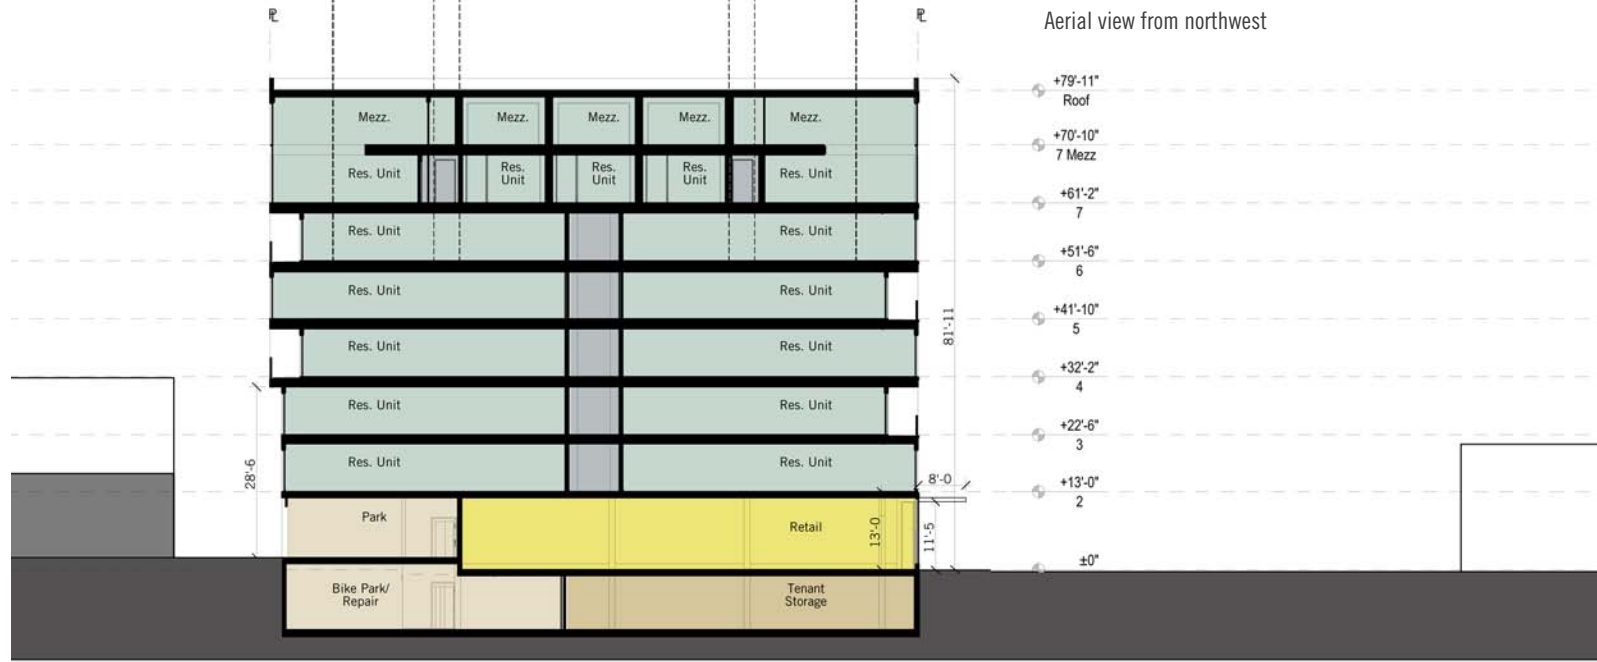 ℄
℄
Aerial view from northwest
+79'-11"
Roof
Mezz.
Mezz.
Mezz.
Mezz.
Mezz.
+70'-10"
7 Mezz
Res. Unit
Res.
Unit
Res.
Unit
Res.
Unit
Res. Unit
+61'-2"
7
Res. Unit
Res. Unit
+51'-6"
6
Res. Unit
Res. Unit
+41'-10"
5
81'-11
Res. Unit
Res. Unit
+32'-2"
4
Res. Unit
Res. Unit
+22'-6"
3
28'-6
Res. Unit
Res. Unit
8'-0
+13'-0"
2
Park
Retail
13'-0
11'-5
±0"
Bike Park/
Repair
Tenant
Storage